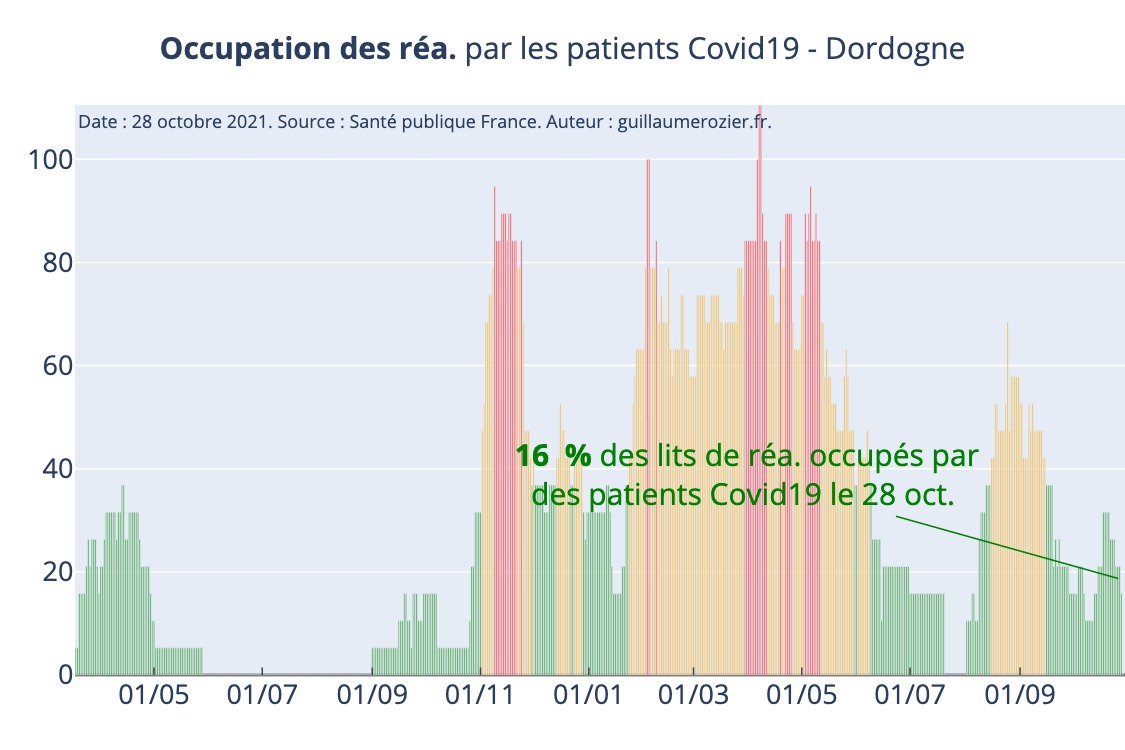 Occupation des réa. par les patients Covid19 - Dordogne
Date : 28 octobre 2021. Source : Santé publique France. Auteur : guillaumerozier.fr.
100
80
60
40
20
0
16 % des lits de réa. occupés par
des patients Covid19 le 28 oct.
01/05 01/07 01/09 01/11 01/01 01/03 01/05 01/07 01/09